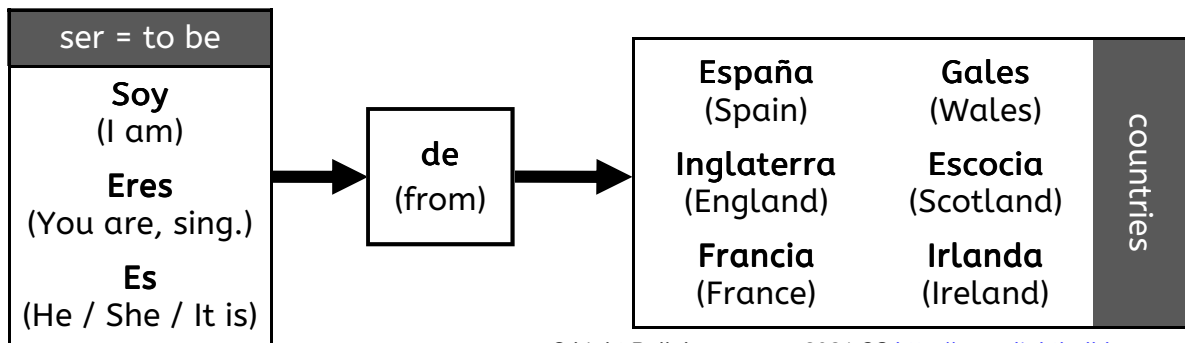 ser = to be
Soy
(I am)
Eres
(You are, sing.)
Es
(He / She / It is)
de
(from)
España
(Spain)
Gales
(Wales)
Inglaterra
(England)
Escocia
(Scotland)
Francia
(France)
Irlanda
(Ireland)
countries